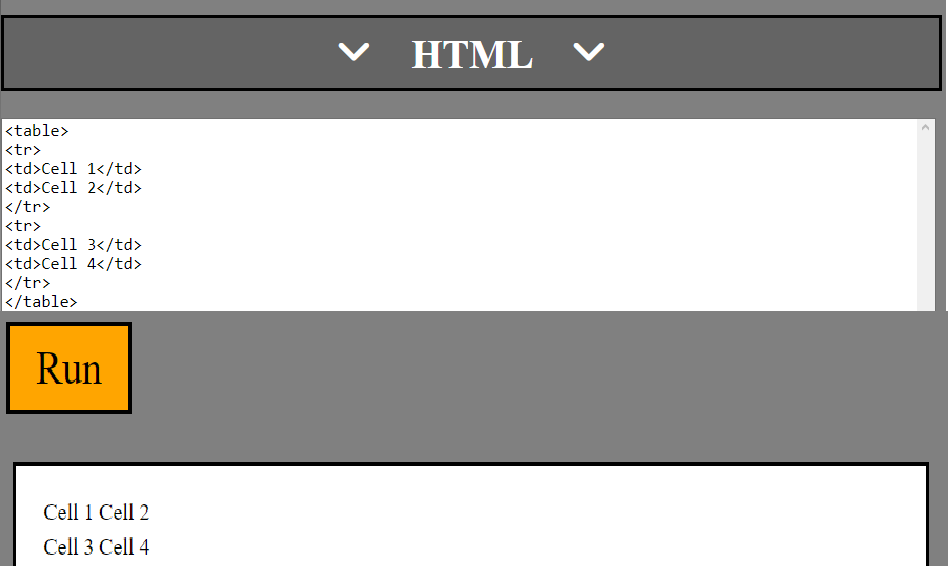 HTML
<table>
<tr>
<td>Cell 1</td>
<td>Cell 2</td>
</tr>
<tr>
<td>Cell 3</td>
<td>Cell 4</td>
</tr>
</table>
Run
Cell 1 Cell 2
Cell 3 Cell 4